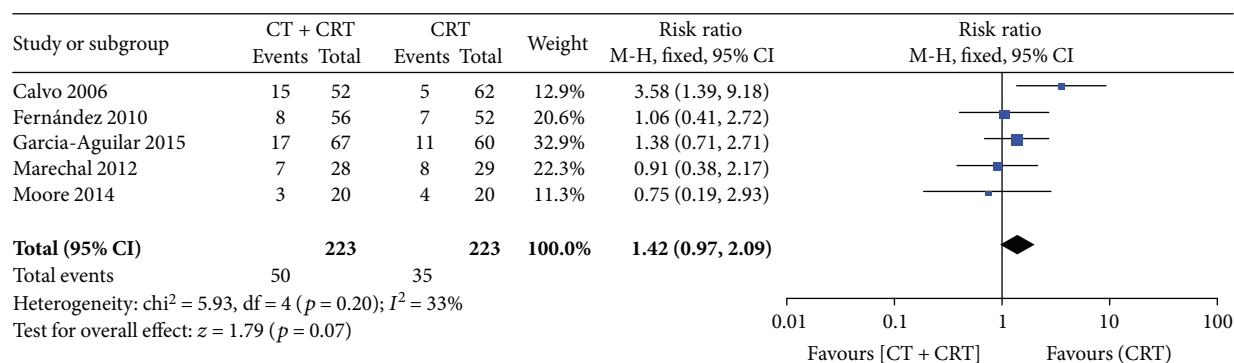 Study or subgroup CT + CRT CRT Weight Risk ratio Risk ratio
Events Total Events Total M-H, fixed, 95% CI M-H, fixed, 95% CI
Calvo 2006 15 52 5 62 12.9% 3.58 (1.39, 9.18)
Fernández 2010 8 56 7 52 20.6% 1.06 (0.41, 2.72)
Garcia-Aguilar 2015 17 67 11 60 32.9% 1.38 (0.71, 2.71)
Marechal 2012 7 28 8 29 22.3% 0.91 (0.38, 2.17)
Moore 2014 3 20 4 20 11.3% 0.75 (0.19, 2.93)
Total (95% CI) 223 223 100.0% 1.42 (0.97, 2.09)
Total events 50 35
Heterogeneity: chi² = 5.93, df = 4 (p = 0.20); I² = 33%
Test for overall effect: z = 1.79 (p = 0.07)
0.01 0.1 1 10 100
Favours [CT + CRT] Favours (CRT)